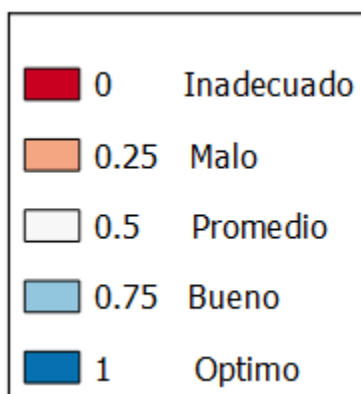 0 Inadecuado
0.25 Malo
0.5 Promedio
0.75 Bueno
1 Optimo